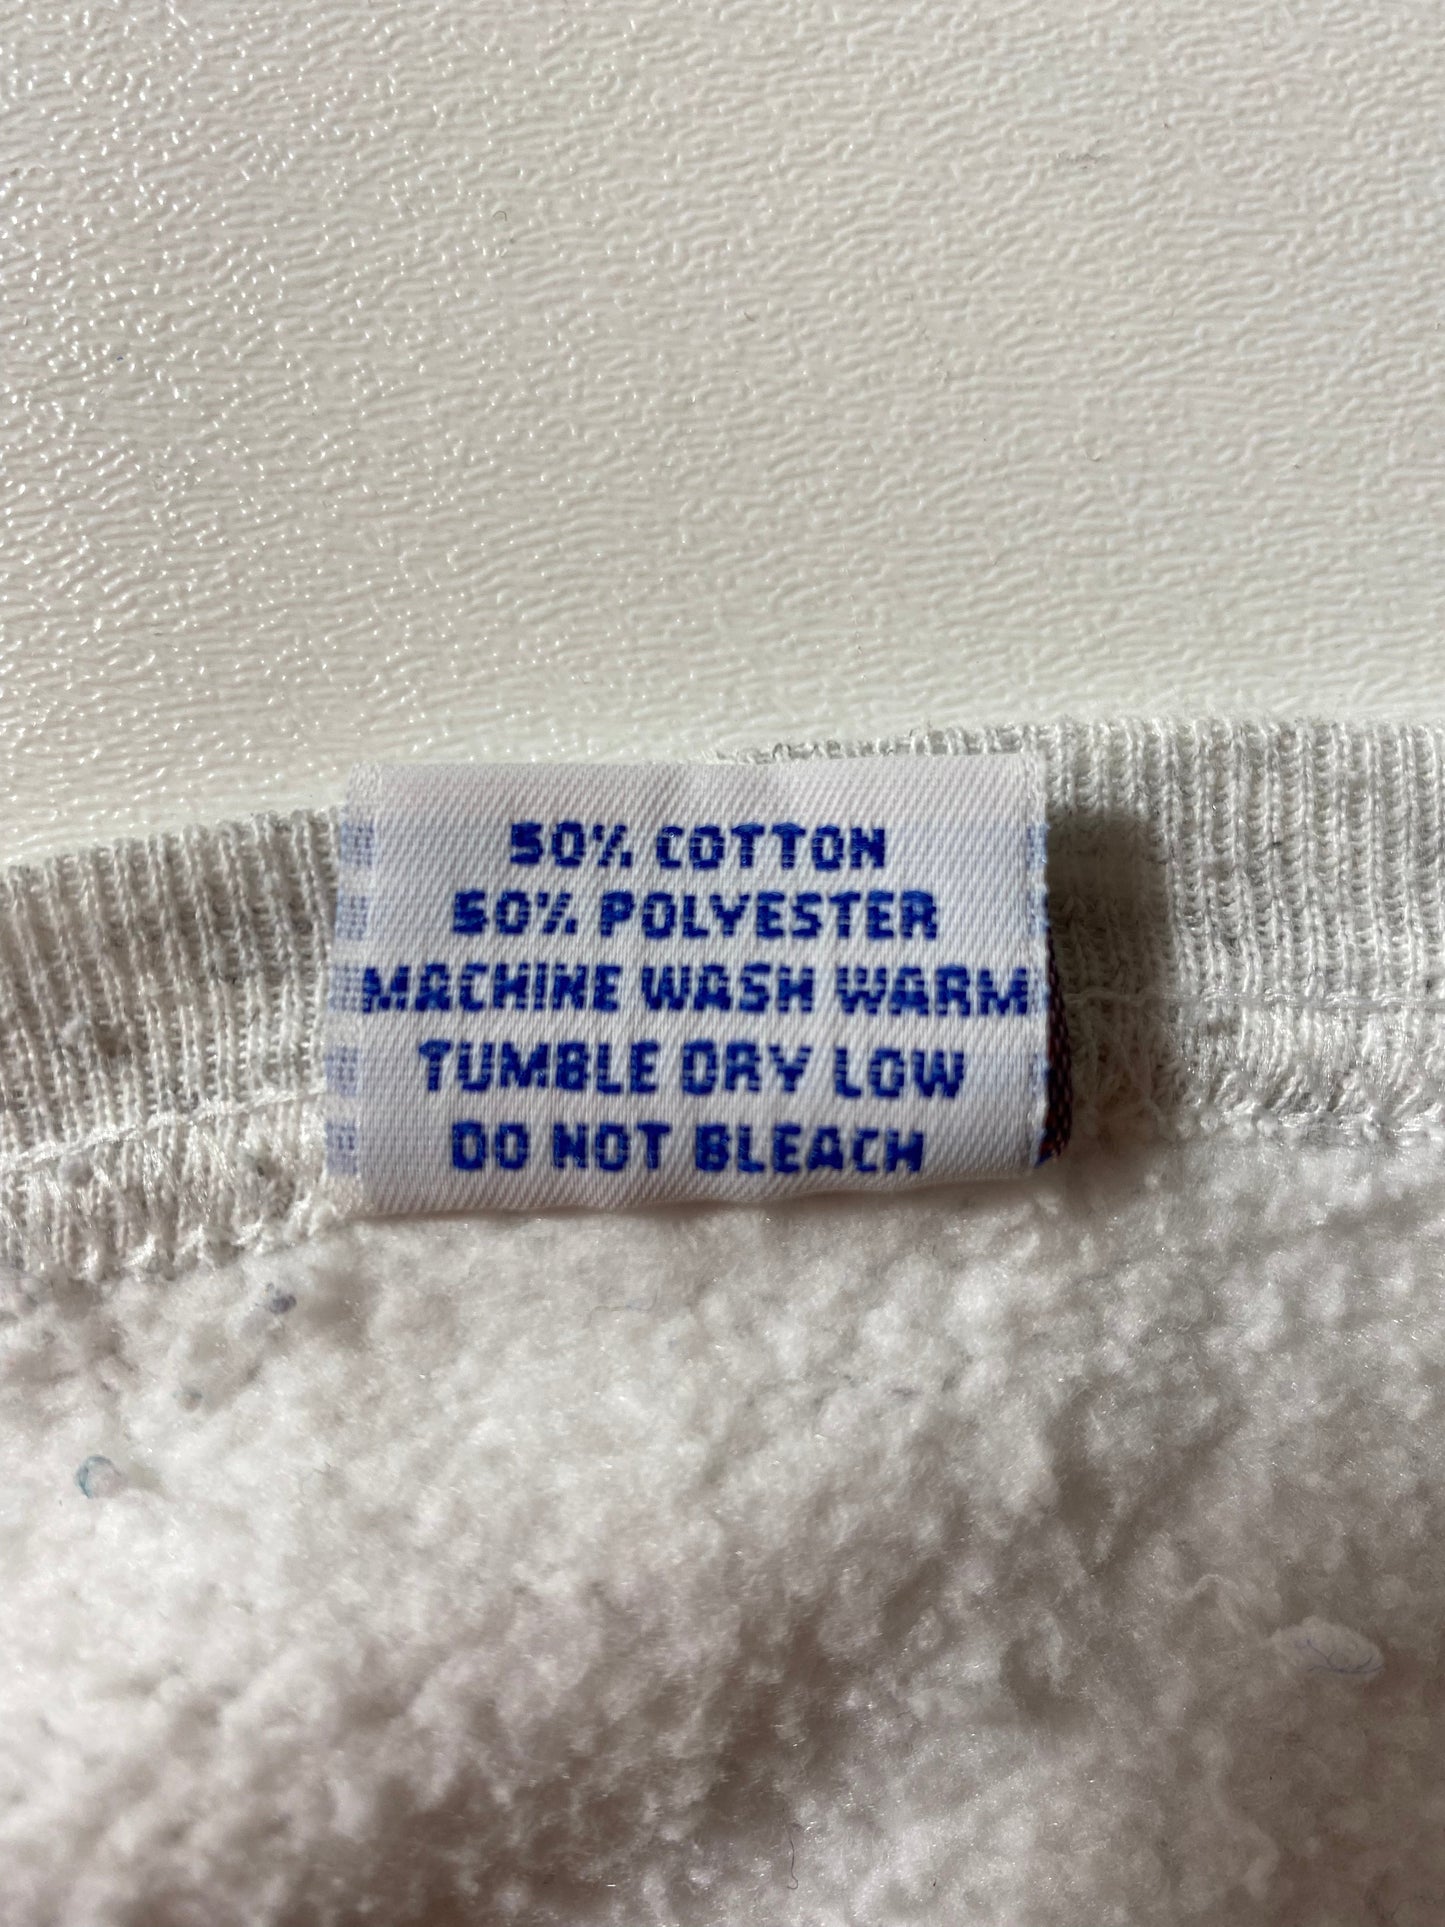 50% COTTON
50% POLYESTER
MACHINE WASH WARM
TUMBLE DRY LOW
DO NOT BLEACH